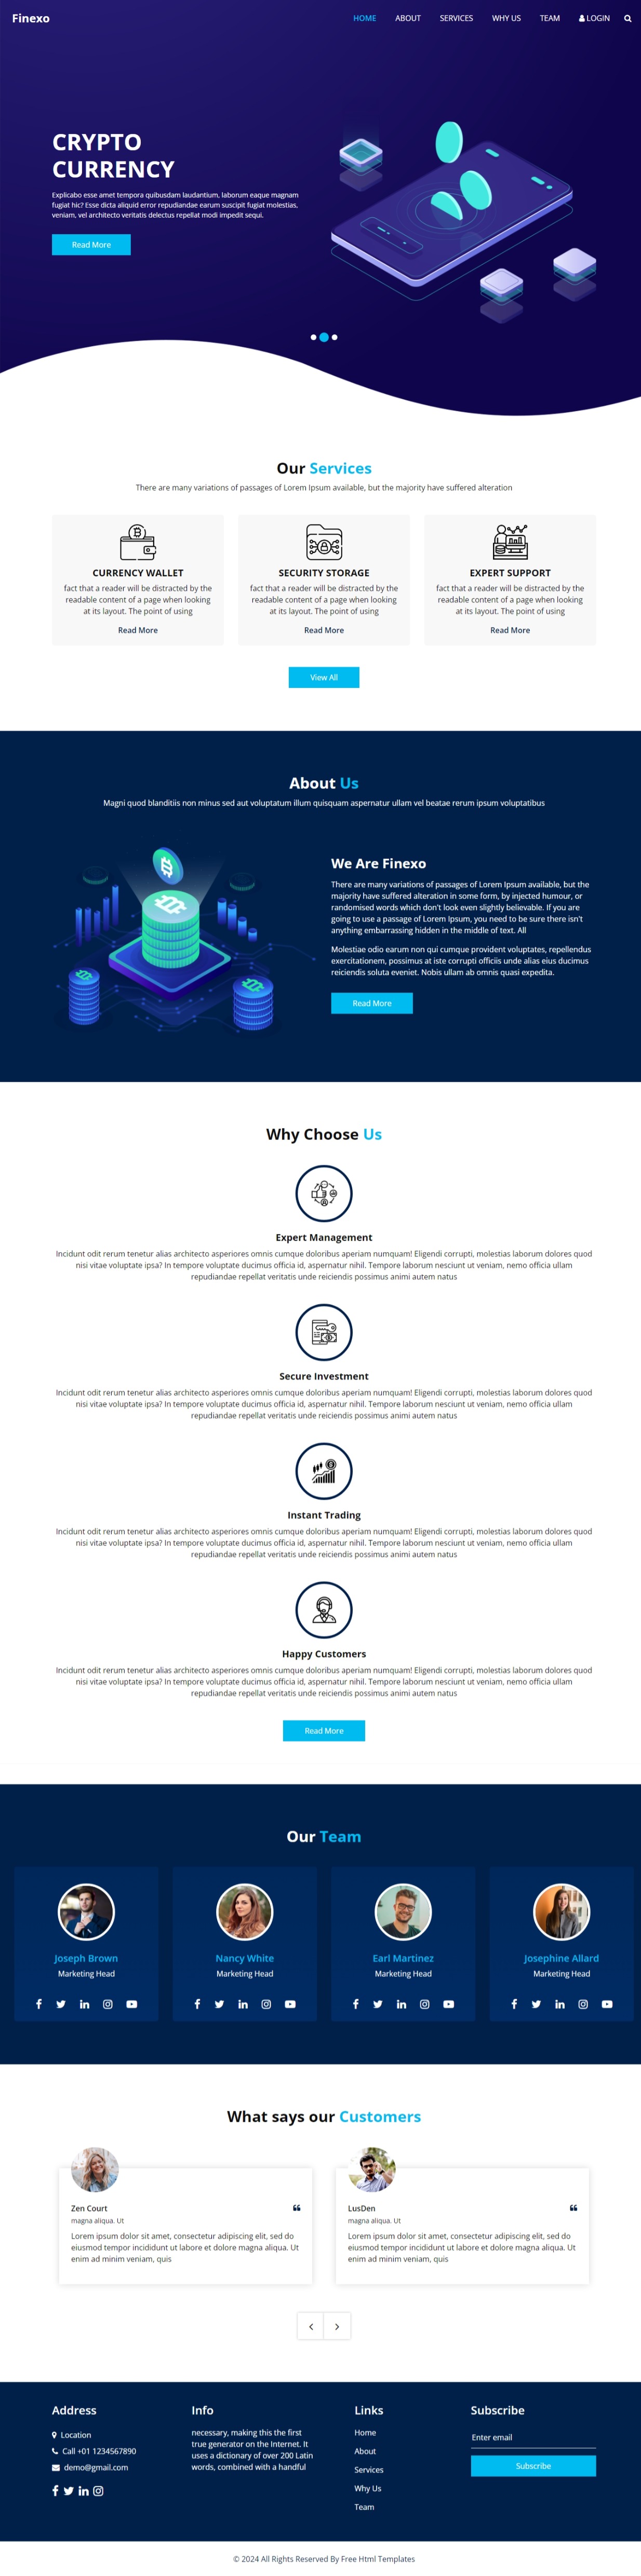 Finexo
HOME ABOUT SERVICES WHY US TEAM LOGIN
CRYPTO
CURRENCY
Explicabo esse amet tempora quibusdam laudantium, laborum eaque magnam
fugiat hic? Esse dicta aliquid error repudiandae earum suscipit fugiat molestias,
veniam, vel architecto veritatis delectus repellat modi impedit sequi.
Read More
Our Services
There are many variations of passages of Lorem Ipsum available, but the majority have suffered alteration
CURRENCY WALLET
fact that a reader will be distracted by the
readable content of a page when looking
at its layout. The point of using
Read More
SECURITY STORAGE
fact that a reader will be distracted by the
readable content of a page when looking
at its layout. The point of using
Read More
EXPERT SUPPORT
fact that a reader will be distracted by the
readable content of a page when looking
at its layout. The point of using
Read More
View All
About Us
Magni quod blanditiis non minus sed aut voluptatum illum quisquam aspernatur ullam vel beatae rerum ipsum voluptatibus
We Are Finexo
There are many variations of passages of Lorem Ipsum available, but the
majority have suffered alteration in some form, by injected humour, or
randomised words which don't look even slightly believable. If you are
going to use a passage of Lorem Ipsum, you need to be sure there isn't
anything embarrassing hidden in the middle of text. All
Molestiae odio earum non qui cumque provident voluptates, repellendus
exercitationem, possimus at iste corrupti officiis unde alias eius ducimus
reiciendis soluta eveniet. Nobis ullam ab omnis quasi expedita.
Read More
Why Choose Us
Expert Management
Incidunt odit rerum tenetur alias architecto asperiores omnis cumque doloribus aperiam numquam! Eligendi corrupti, molestias laborum dolores quod
nisi vitae voluptate ipsa? In tempore voluptate ducimus officia id, aspernatur nihil. Tempore laborum nesciunt ut veniam, nemo officia ullam
repudiandae repellat veritatis unde reiciendis possimus animi autem natus
Secure Investment
Incidunt odit rerum tenetur alias architecto asperiores omnis cumque doloribus aperiam numquam! Eligendi corrupti, molestias laborum dolores quod
nisi vitae voluptate ipsa? In tempore voluptate ducimus officia id, aspernatur nihil. Tempore laborum nesciunt ut veniam, nemo officia ullam
repudiandae repellat veritatis unde reiciendis possimus animi autem natus
Instant Trading
Incidunt odit rerum tenetur alias architecto asperiores omnis cumque doloribus aperiam numquam! Eligendi corrupti, molestias laborum dolores quod
nisi vitae voluptate ipsa? In tempore voluptate ducimus officia id, aspernatur nihil. Tempore laborum nesciunt ut veniam, nemo officia ullam
repudiandae repellat veritatis unde reiciendis possimus animi autem natus
Happy Customers
Incidunt odit rerum tenetur alias architecto asperiores omnis cumque doloribus aperiam numquam! Eligendi corrupti, molestias laborum dolores quod
nisi vitae voluptate ipsa? In tempore voluptate ducimus officia id, aspernatur nihil. Tempore laborum nesciunt ut veniam, nemo officia ullam
repudiandae repellat veritatis unde reiciendis possimus animi autem natus
Read More
Our Team
Joseph Brown
Marketing Head
Nancy White
Marketing Head
Earl Martinez
Marketing Head
Josephine Allard
Marketing Head
What says our Customers
Zen Court
magna aliqua. Ut
Lorem ipsum dolor sit amet, consectetur adipiscing elit, sed do
eiusmod tempor incididunt ut labore et dolore magna aliqua. Ut
enim ad minim veniam, quis
LusDen
magna aliqua. Ut
Lorem ipsum dolor sit amet, consectetur adipiscing elit, sed do
eiusmod tempor incididunt ut labore et dolore magna aliqua. Ut
enim ad minim veniam, quis
Address
Location
Call +01 1234567890
demo@gmail.com
Info
necessary, making this the first
true generator on the Internet. It
uses a dictionary of over 200 Latin
words, combined with a handful
Links
Home
About
Services
Why Us
Team
Subscribe
Enter email
Subscribe
© 2024 All Rights Reserved By Free Html Templates